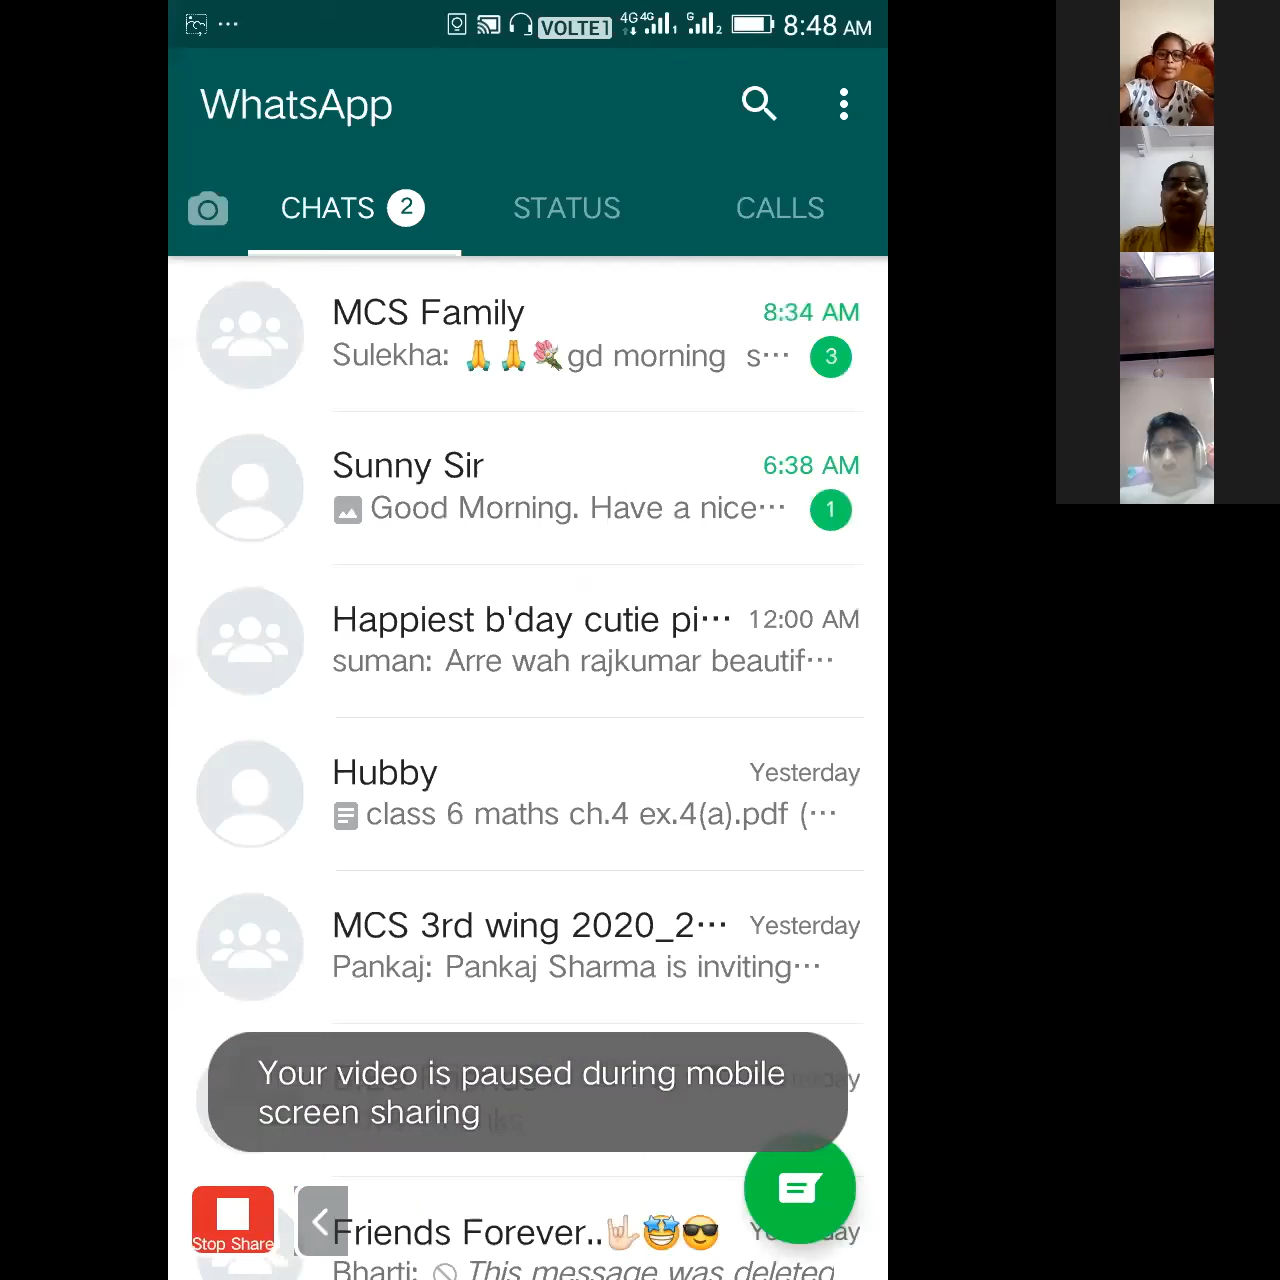 VOLTE1 4G 4G 1 G 2 8:48 AM
WhatsApp
CHATS 2 STATUS CALLS
MCS Family 8:34 AM
Sulekha: 🙏🙏💐gd morning s··· 3
Sunny Sir 6:38 AM
Good Morning. Have a nice··· 1
Happiest b'day cutie pi··· 12:00 AM
suman: Arre wah rajkumar beautif···
Hubby Yesterday
class 6 maths ch.4 ex.4(a).pdf (···
MCS 3rd wing 2020_2··· Yesterday
Pankaj: Pankaj Sharma is inviting···
Your video is paused during mobile
screen sharing
Stop Share
Friends Forever..🤟🏻🤩😎
Bharti: 🚫 This message was deleted